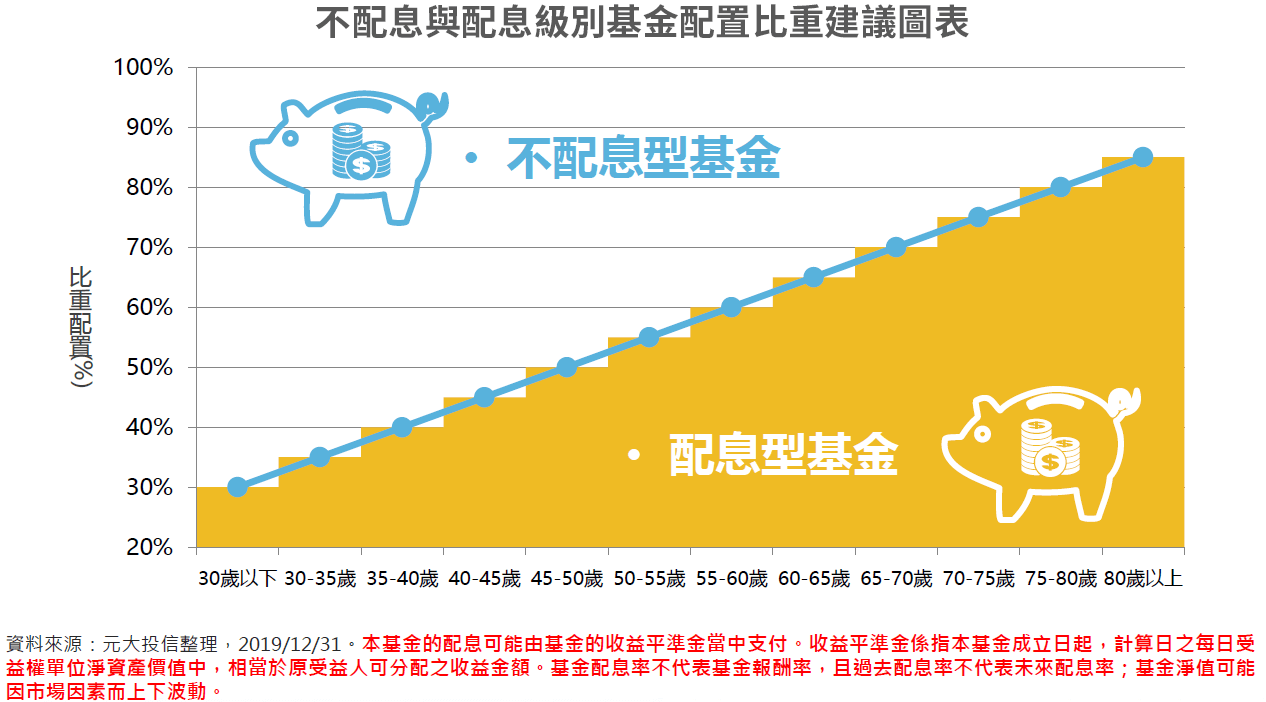 不配息與配息級別基金配置比重建議圖表
100%
90%
80%
70%
60%
50%
40%
30%
20%
比重配置(%)
• 不配息型基金
• 配息型基金
$
$
$
$
30歲以下 30-35歲 35-40歲 40-45歲 45-50歲 50-55歲 55-60歲 60-65歲 65-70歲 70-75歲 75-80歲 80歲以上
資料來源：元大投信整理，2019/12/31。本基金的配息可能由基金的收益平準金當中支付。收益平準金係指本基金成立日起，計算日之每日受
益權單位淨資產價值中，相當於原受益人可分配之收益金額。基金配息率不代表基金報酬率，且過去配息率不代表未來配息率；基金淨值可能
因市場因素而上下波動。